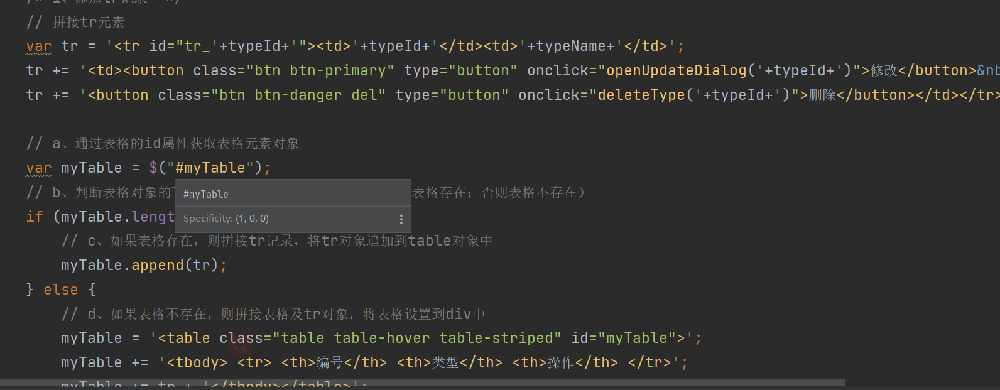 // 拼接tr元素
var tr = '<tr id="tr_'+typeId+'"><td>'+typeId+'</td><td>'+typeName+'</td>';
tr += '<td><button class="btn btn-primary" type="button" onclick="openUpdateDialog('+typeId+')">修改</button>&nb
tr += '<button class="btn btn-danger del" type="button" onclick="deleteType('+typeId+')">删除</button></td></tr>
// a、通过表格的id属性获取表格元素对象
var myTable = $("#myTable");
// b、判断表格对象的 表格存在；否则表格不存在）
#myTable
if (myTable.lengt
Specificity: (1, 0, 0)
// c、如果表格存在，则拼接tr记录，将tr对象追加到table对象中
myTable.append(tr);
} else {
// d、如果表格不存在，则拼接表格及tr对象，将表格设置到div中
myTable = '<table class="table table-hover table-striped" id="myTable">';
myTable += '<tbody> <tr> <th>编号</th> <th>类型</th> <th>操作</th> </tr>';
myTable += tr + '</tbody></table>';